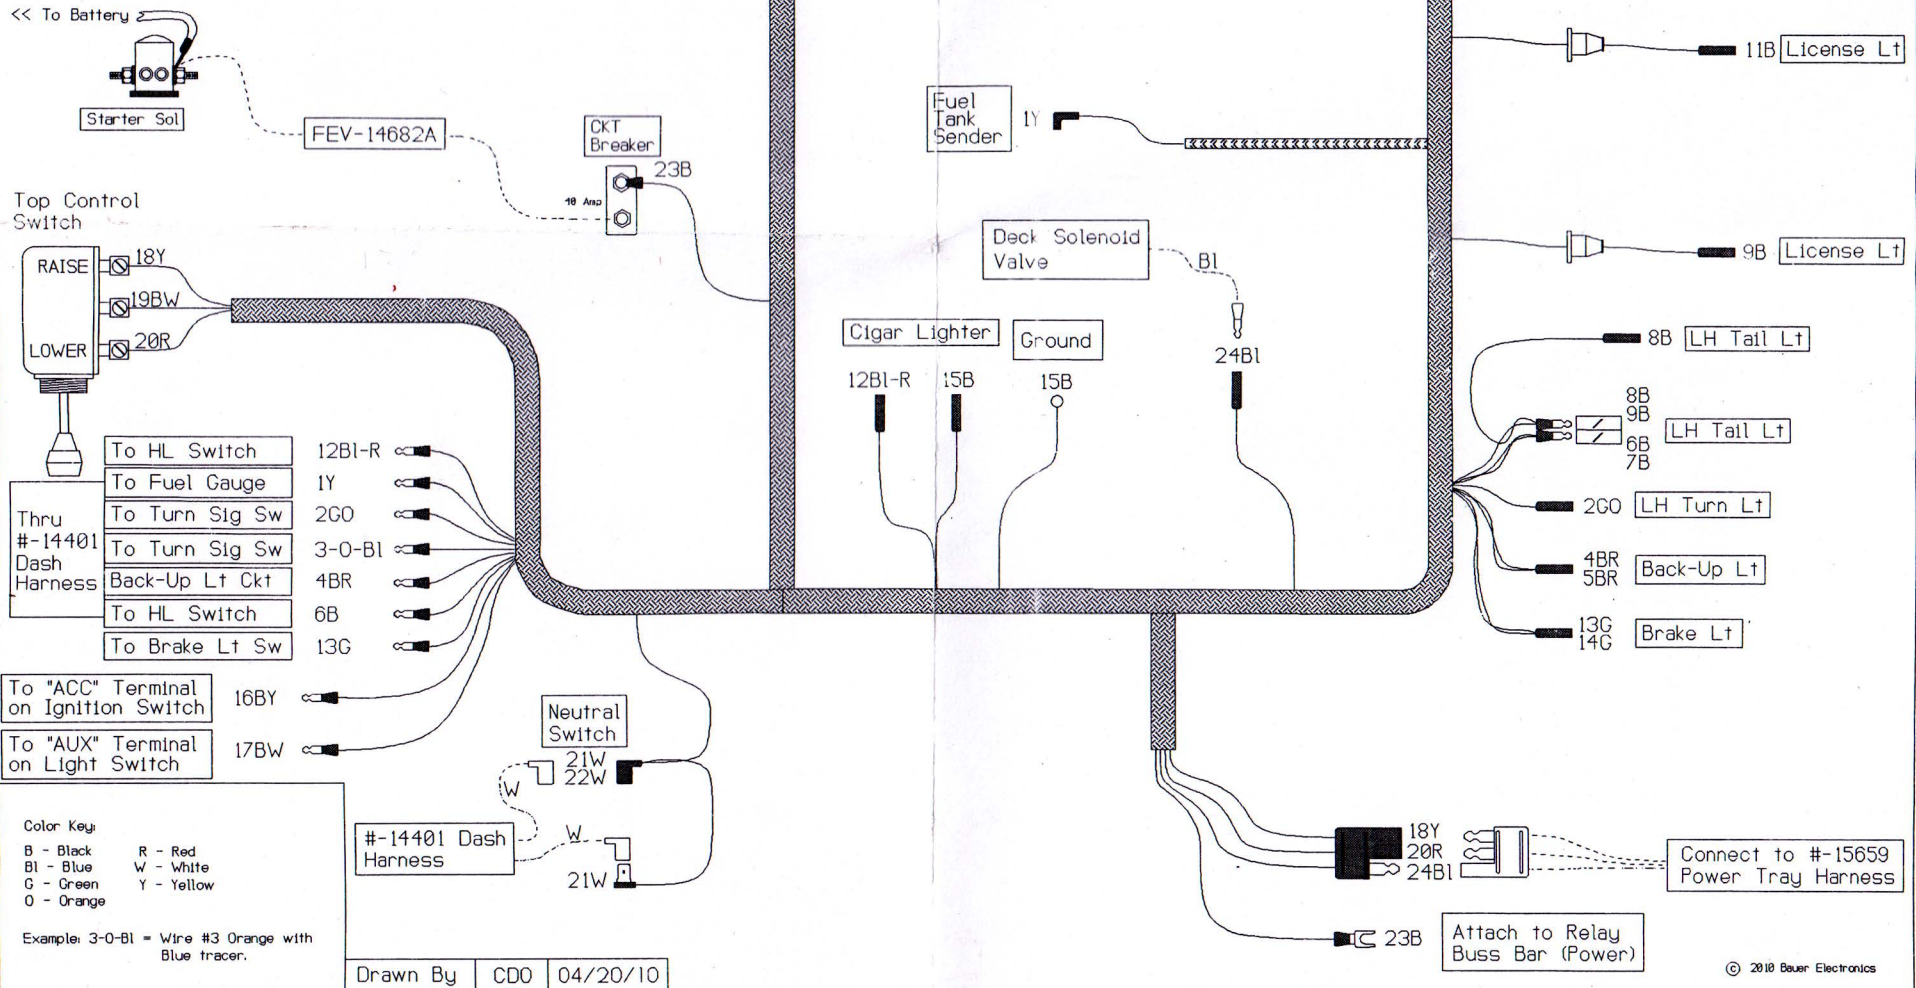 << To Battery
Starter Sol
FEV-14682A
CKT
Breaker
23B
10 Amp
Top Control
Switch
RAISE
18Y
19BW
LOWER
20R
Fuel
Tank
Sender
1Y
11B
License Lt
Deck Solenoid
Valve
Bl
9B
License Lt
Cigar Lighter
Ground
24Bl
12Bl-R
15B
15B
8B
LH Tail Lt
8B
9B
6B
7B
LH Tail Lt
2GO
LH Turn Lt
4BR
5BR
Back-Up Lt
13G
14G
Brake Lt
Thru
#-14401
Dash
Harness
To HL Switch
12Bl-R
To Fuel Gauge
1Y
To Turn Sig Sw
2GO
To Turn Sig Sw
3-O-Bl
Back-Up Lt Ckt
4BR
To HL Switch
6B
To Brake Lt Sw
13G
To "ACC" Terminal
on Ignition Switch
16BY
To "AUX" Terminal
on Light Switch
17BW
Neutral
Switch
21W
22W
W
#-14401 Dash
Harness
W
21W
18Y
20R
24Bl
Connect to #-15659
Power Tray Harness
23B
Attach to Relay
Buss Bar (Power)
Color Key:
B - Black
R - Red
Bl - Blue
W - White
G - Green
Y - Yellow
O - Orange
Example: 3-O-Bl = Wire #3 Orange with
Blue tracer.
Drawn By
CDO
04/20/10
© 2010 Bauer Electronics